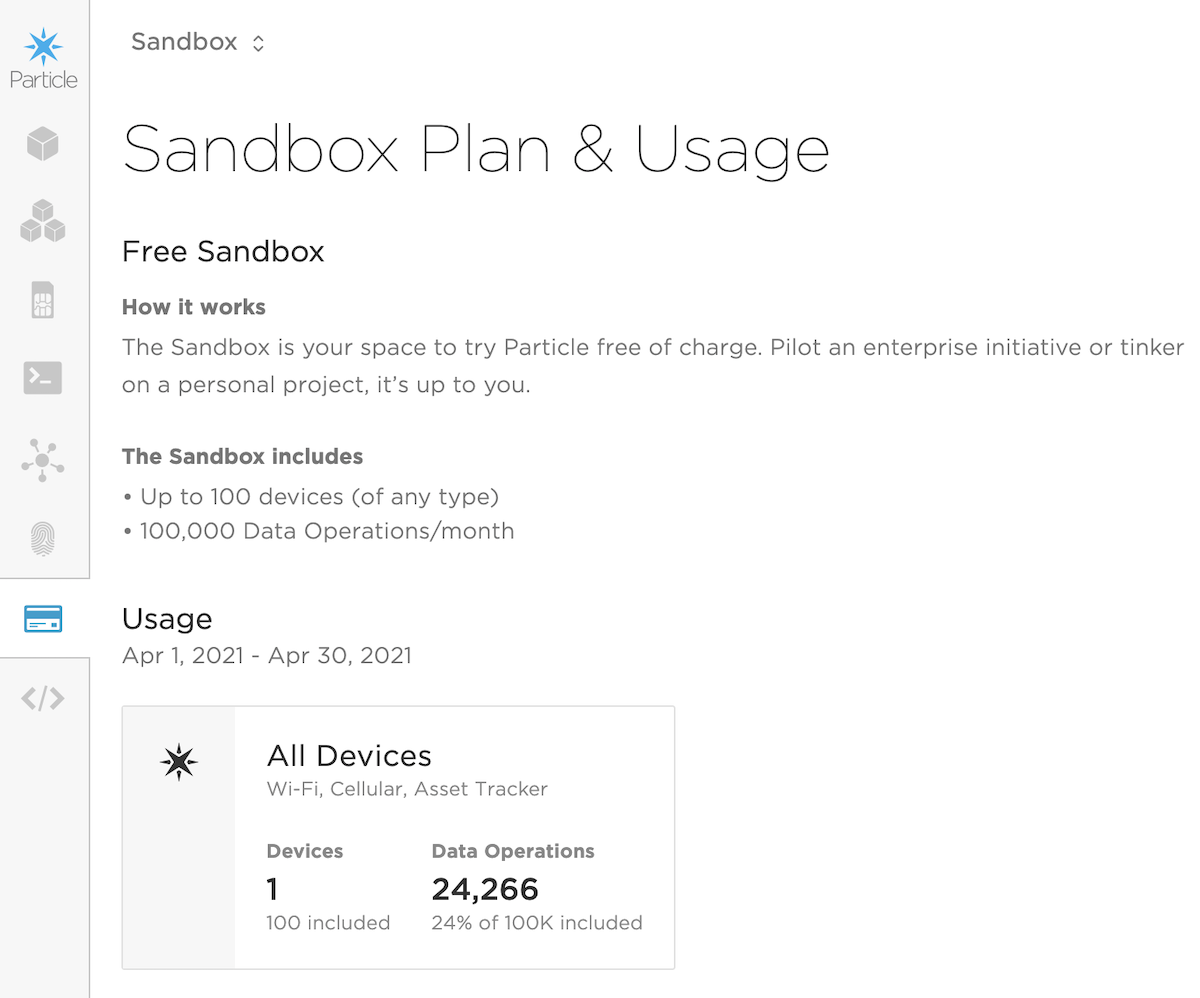 Particle
Sandbox
Sandbox Plan & Usage
Free Sandbox
How it works
The Sandbox is your space to try Particle free of charge. Pilot an enterprise initiative or tinker
on a personal project, it’s up to you.
The Sandbox includes
• Up to 100 devices (of any type)
• 100,000 Data Operations/month
Usage
Apr 1, 2021 - Apr 30, 2021
All Devices
Wi-Fi, Cellular, Asset Tracker
Devices Data Operations
1 24,266
100 included 24% of 100K included